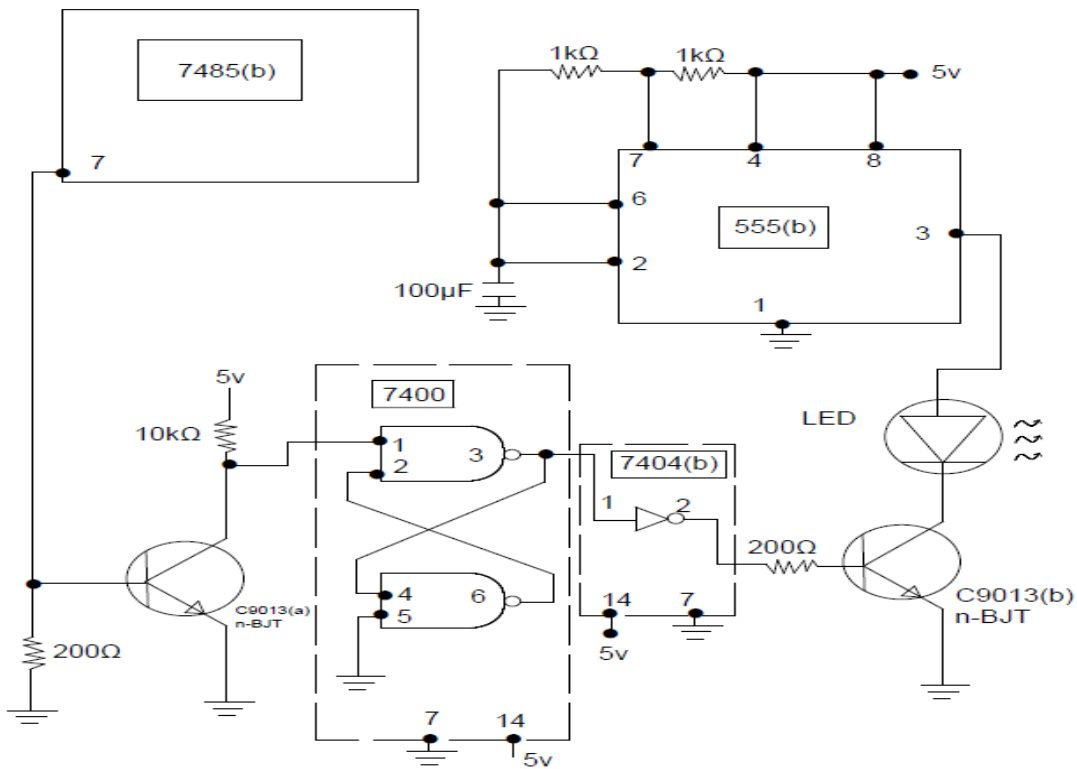 7485(b)
7
1kΩ
1kΩ
5v
7
4
8
6
2
555(b)
3
1
100µF
5v
10kΩ
7400
1
2
3
4
5
6
7
14
5v
C9013(a)
n-BJT
200Ω
7404(b)
1
2
14
7
5v
200Ω
LED
C9013(b)
n-BJT